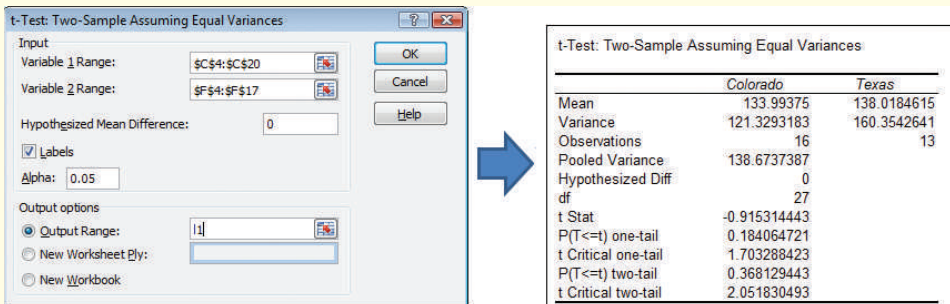 t-Test: Two-Sample Assuming Equal Variances
Input
Variable 1 Range: $C$4:$C$20
Variable 2 Range: $F$4:$F$17
Hypothesized Mean Difference: 0
Labels
Alpha: 0.05
Output options
Output Range: I1
New Worksheet Ply:
New Workbook
OK
Cancel
Help
t-Test: Two-Sample Assuming Equal Variances
Colorado Texas
Mean 133.99375 138.0184615
Variance 121.3293183 160.3542641
Observations 16 13
Pooled Variance 138.6737387
Hypothesized Diff 0
df 27
t Stat -0.915314443
P(T<=t) one-tail 0.184064721
t Critical one-tail 1.703288423
P(T<=t) two-tail 0.368129443
t Critical two-tail 2.051830493